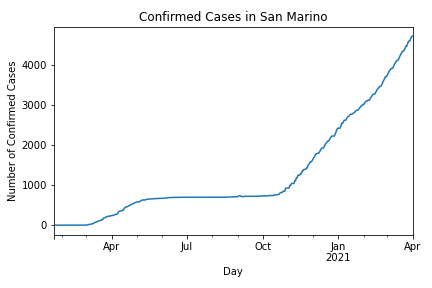 Confirmed Cases in San Marino
Number of Confirmed Cases
4000
3000
2000
1000
0
Apr
Jul
Oct
Jan
2021
Apr
Day